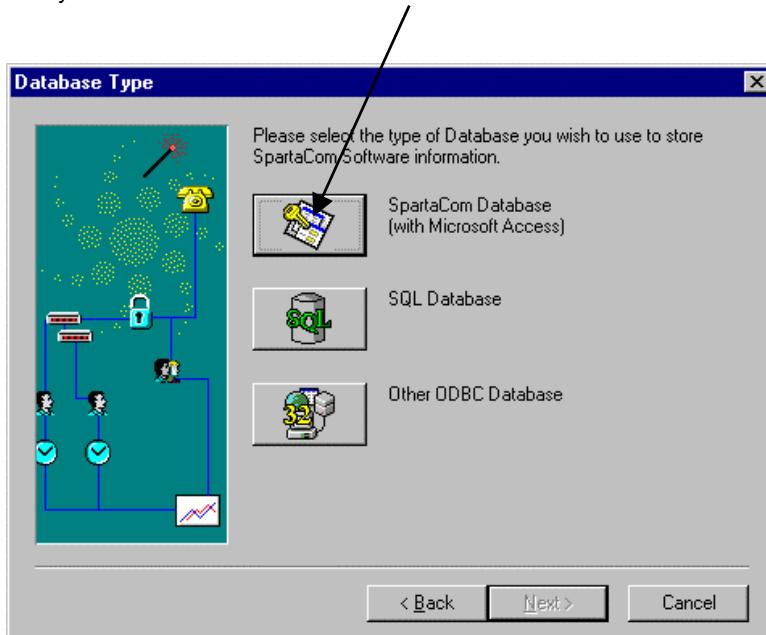 Database Type
Please select the type of Database you wish to use to store
SpartaCom Software information.
SpartaCom Database
(with Microsoft Access)
SQL
SQL Database
32
Other ODBC Database
< Back
Next >
Cancel